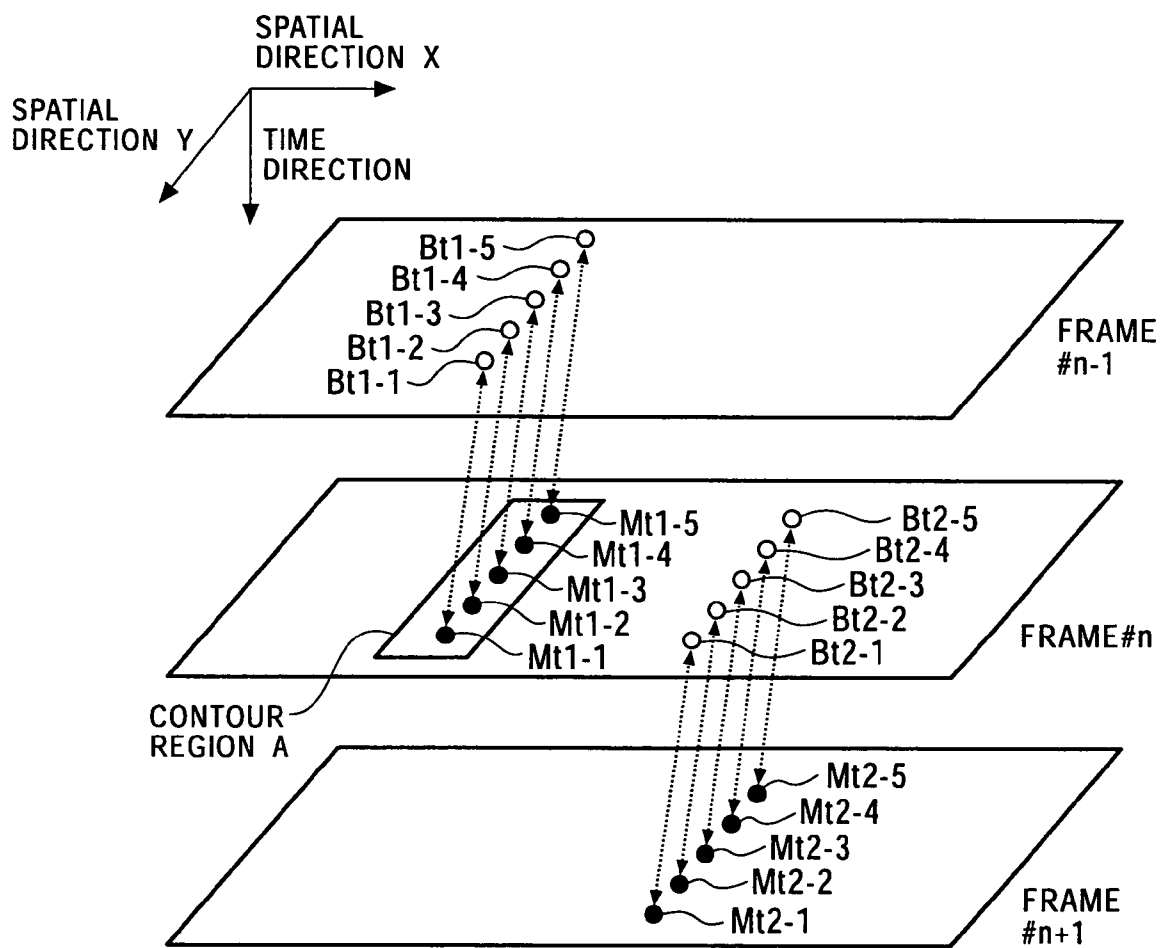 SPATIAL
DIRECTION X
SPATIAL
DIRECTION Y
TIME
DIRECTION
Bt1-5
Bt1-4
Bt1-3
Bt1-2
Bt1-1
FRAME
#n-1
Mt1-5
Mt1-4
Mt1-3
Mt1-2
Mt1-1
Bt2-5
Bt2-4
Bt2-3
Bt2-2
Bt2-1
FRAME#n
CONTOUR
REGION A
Mt2-5
Mt2-4
Mt2-3
Mt2-2
Mt2-1
FRAME
#n+1